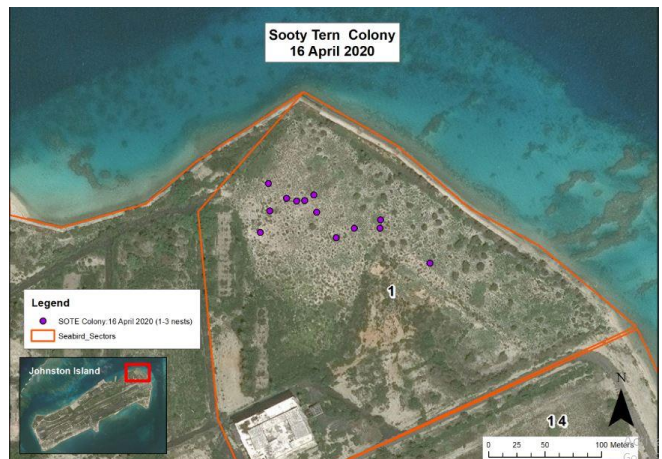 Sooty Tern Colony
16 April 2020
1
Legend
SOTE Colony:16 April 2020 (1-3 nests)
Seabird_Sectors
Johnston Island
N
14
0 25 50 100 Meters